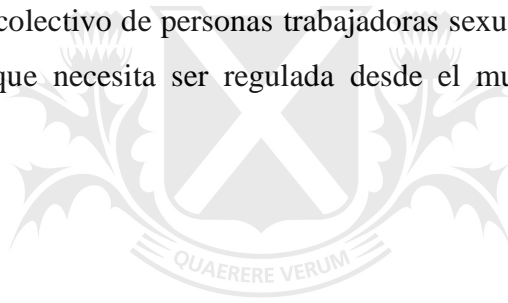 colectivo de personas trabajadoras sexu
que necesita ser regulada desde el mu
QUAERERE VERUM